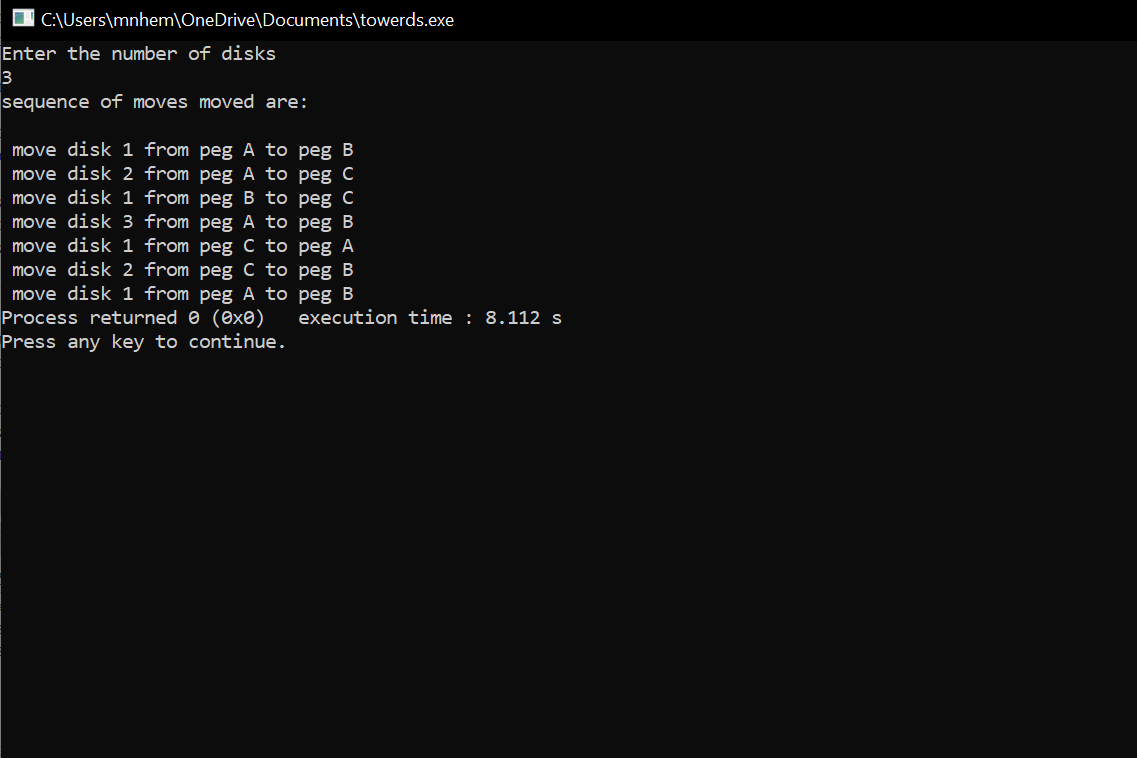 C:\Users\mnhem\OneDrive\Documents\towerds.exe
Enter the number of disks
3
sequence of moves moved are:
move disk 1 from peg A to peg B
move disk 2 from peg A to peg C
move disk 1 from peg B to peg C
move disk 3 from peg A to peg B
move disk 1 from peg C to peg A
move disk 2 from peg C to peg B
move disk 1 from peg A to peg B
Process returned 0 (0x0)   execution time : 8.112 s
Press any key to continue.